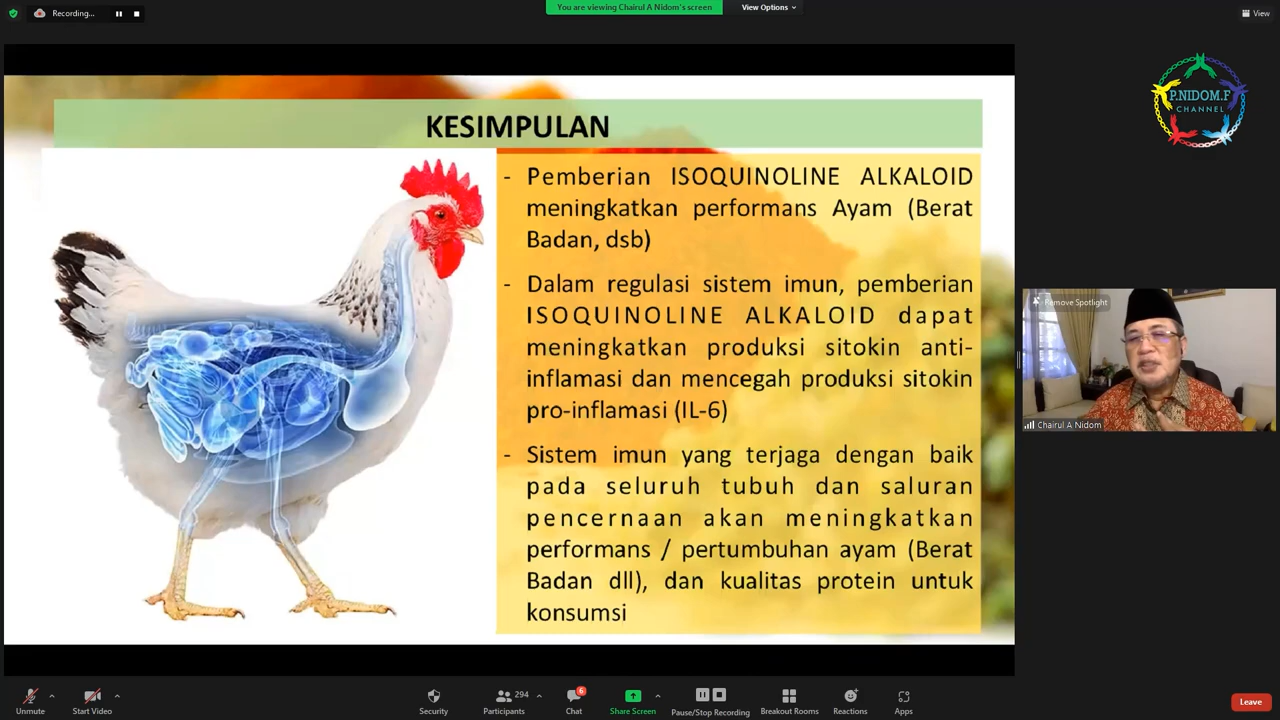 Recording...
You are viewing Chairul A Nidom's screen
View Options
View
P.NIDOM.F
CHANNEL
KESIMPULAN
- Pemberian ISOQUINOLINE ALKALOID
meningkatkan performans Ayam (Berat
Badan, dsb)
- Dalam regulasi sistem imun, pemberian
ISOQUINOLINE ALKALOID dapat
meningkatkan produksi sitokin anti-
inflamasi dan mencegah produksi sitokin
pro-inflamasi (IL-6)
- Sistem imun yang terjaga dengan baik
pada seluruh tubuh dan saluran
pencernaan akan meningkatkan
performans / pertumbuhan ayam (Berat
Badan dll), dan kualitas protein untuk
konsumsi
Remove Spotlight
Chairul A Nidom
Unmute
Start Video
Security
294
Participants
6
Chat
Share Screen
Pause/Stop Recording
Breakout Rooms
Reactions
Apps
Leave